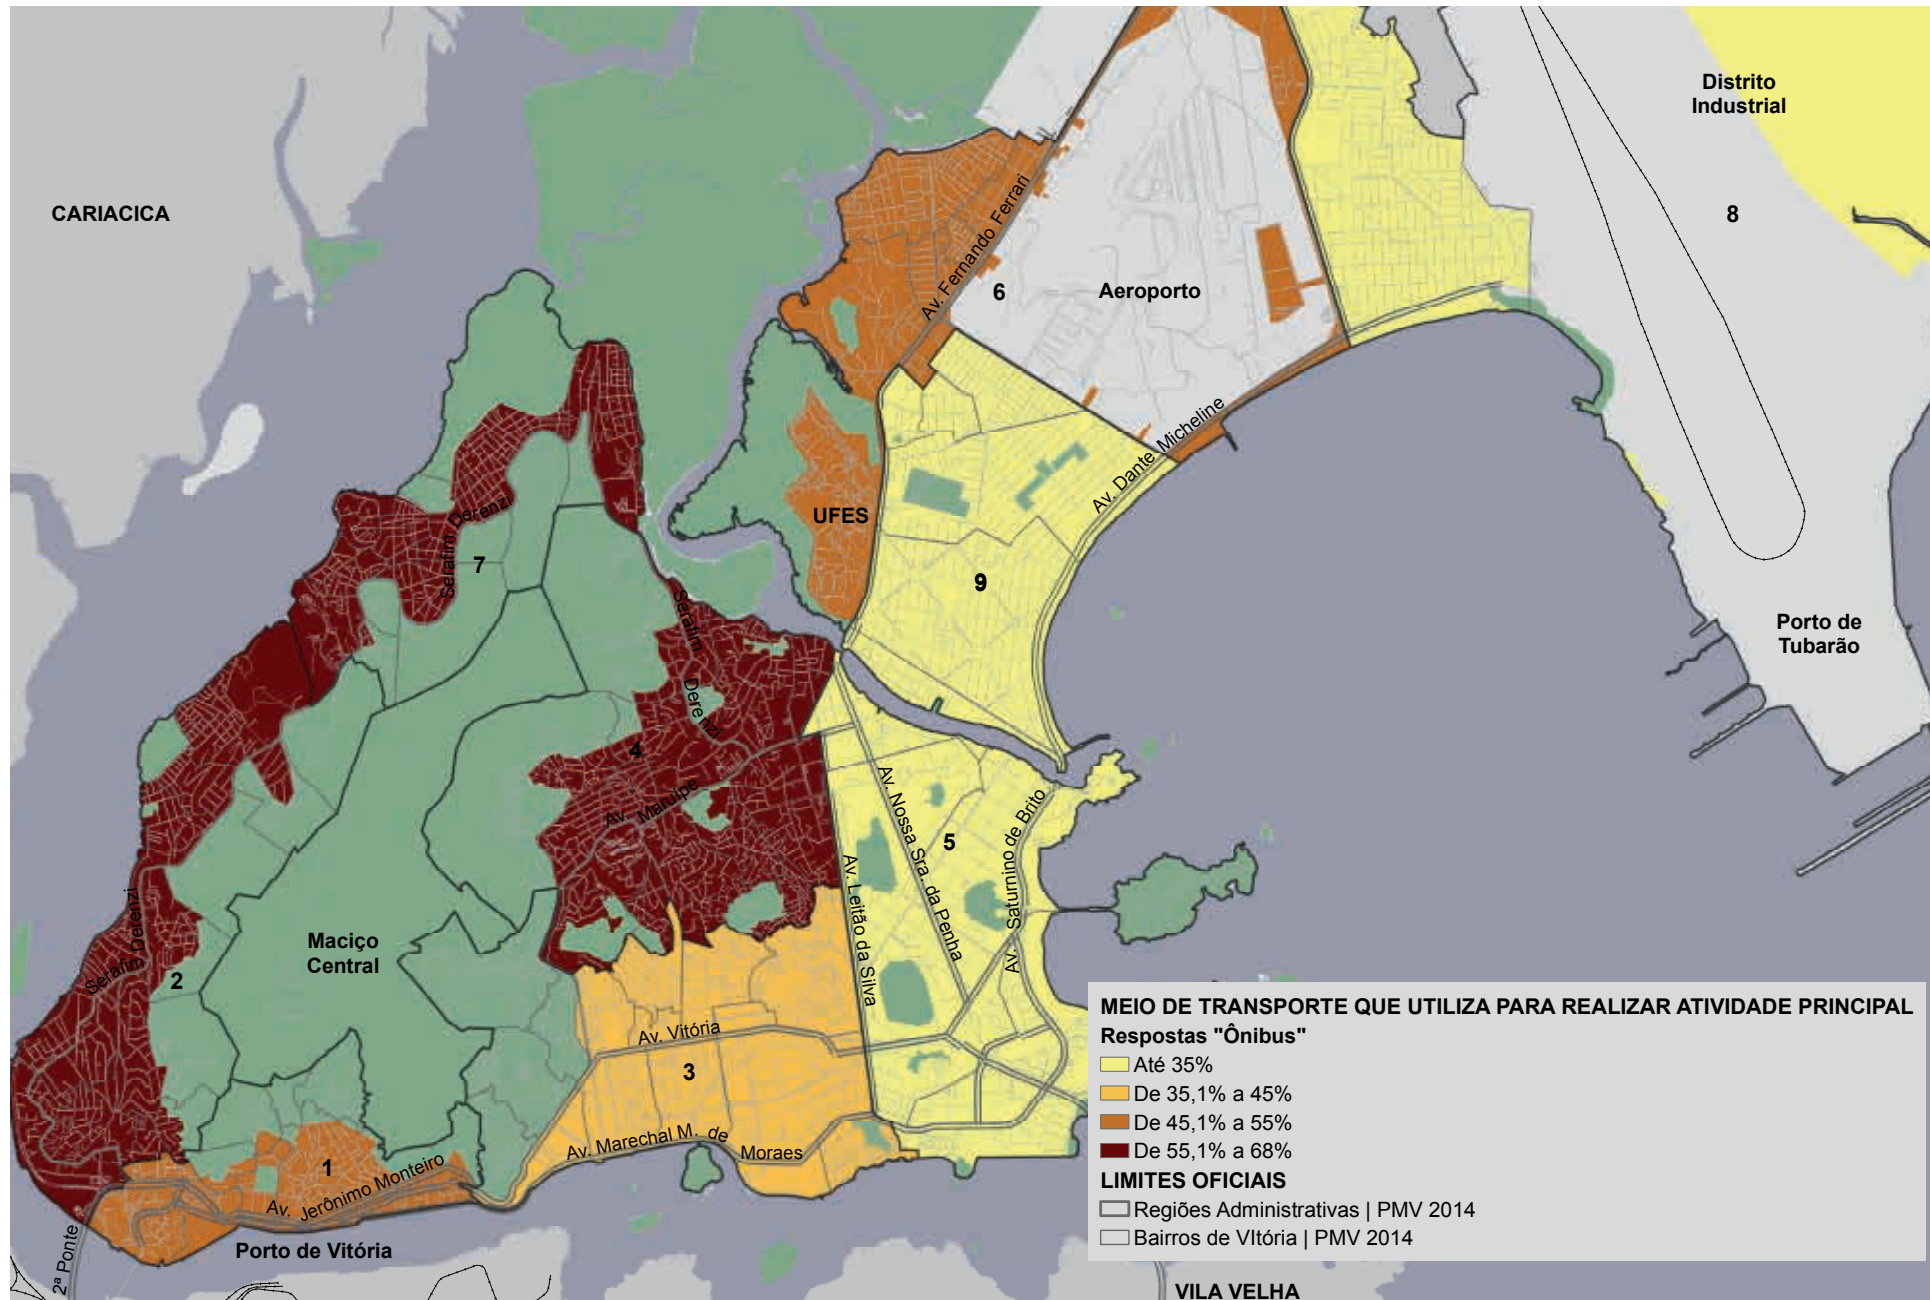 Distrito
Industrial
CARIACICA
8
Av. Fernando Ferrari
6
Aeroporto
Av. Dante Micheline
UFES
Serafim Derenzi
7
9
Serafim
Derenzi
Porto de
Tubarão
4
Av. Maruípe
Av. Nossa Sra. da Penha
5
Av. Saturnino de Brito
Av. Leitão da Silva
Serafim Derenzi
2
Maciço
Central
Av. Vitória
3
Av. Marechal M. de Moraes
1
Av. Jerônimo Monteiro
Porto de Vitória
2ª Ponte
VILA VELHA
MEIO DE TRANSPORTE QUE UTILIZA PARA REALIZAR ATIVIDADE PRINCIPAL
Respostas "Ônibus"
Até 35%
De 35,1% a 45%
De 45,1% a 55%
De 55,1% a 68%
LIMITES OFICIAIS
Regiões Administrativas | PMV 2014
Bairros de VItória | PMV 2014